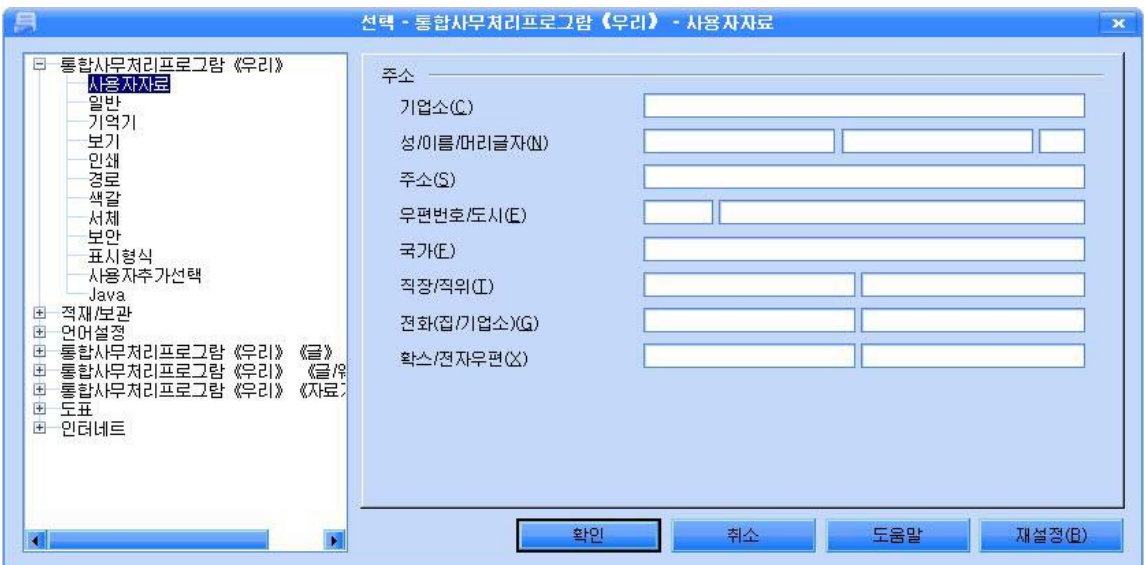 선택 - 통합사무처리프로그람 《우리》 - 사용자자료
통합사무처리프로그람 《우리》
사용자자료
일반
기억기
보기
인쇄
경로
색갈
서체
보안
표시형식
사용자추가선택
Java
적재/보관
언어설정
통합사무처리프로그람 《우리》 《글》
통합사무처리프로그람 《우리》 《글/
통합사무처리프로그람 《우리》 《자료
도표
인터네트
주소
기업소(C)
성/이름/머리글자(N)
주소(S)
우편번호/도시(E)
국가(F)
직장/직위(T)
전화(집/기업소)(G)
확스/전자우편(X)
확인
취소
도움말
재설정(B)